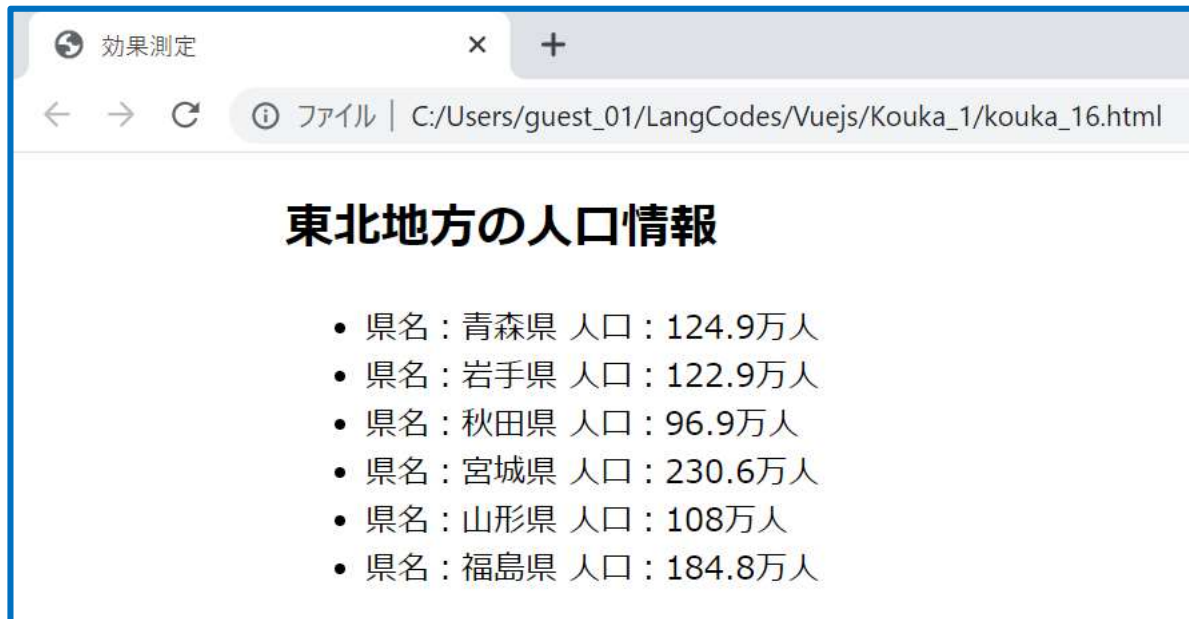 効果測定
ファイル | C:/Users/guest_01/LangCodes/Vuejs/Kouka_1/kouka_16.html
東北地方の人口情報
• 県名：青森県 人口：124.9万人
• 県名：岩手県 人口：122.9万人
• 県名：秋田県 人口：96.9万人
• 県名：宮城県 人口：230.6万人
• 県名：山形県 人口：108万人
• 県名：福島県 人口：184.8万人